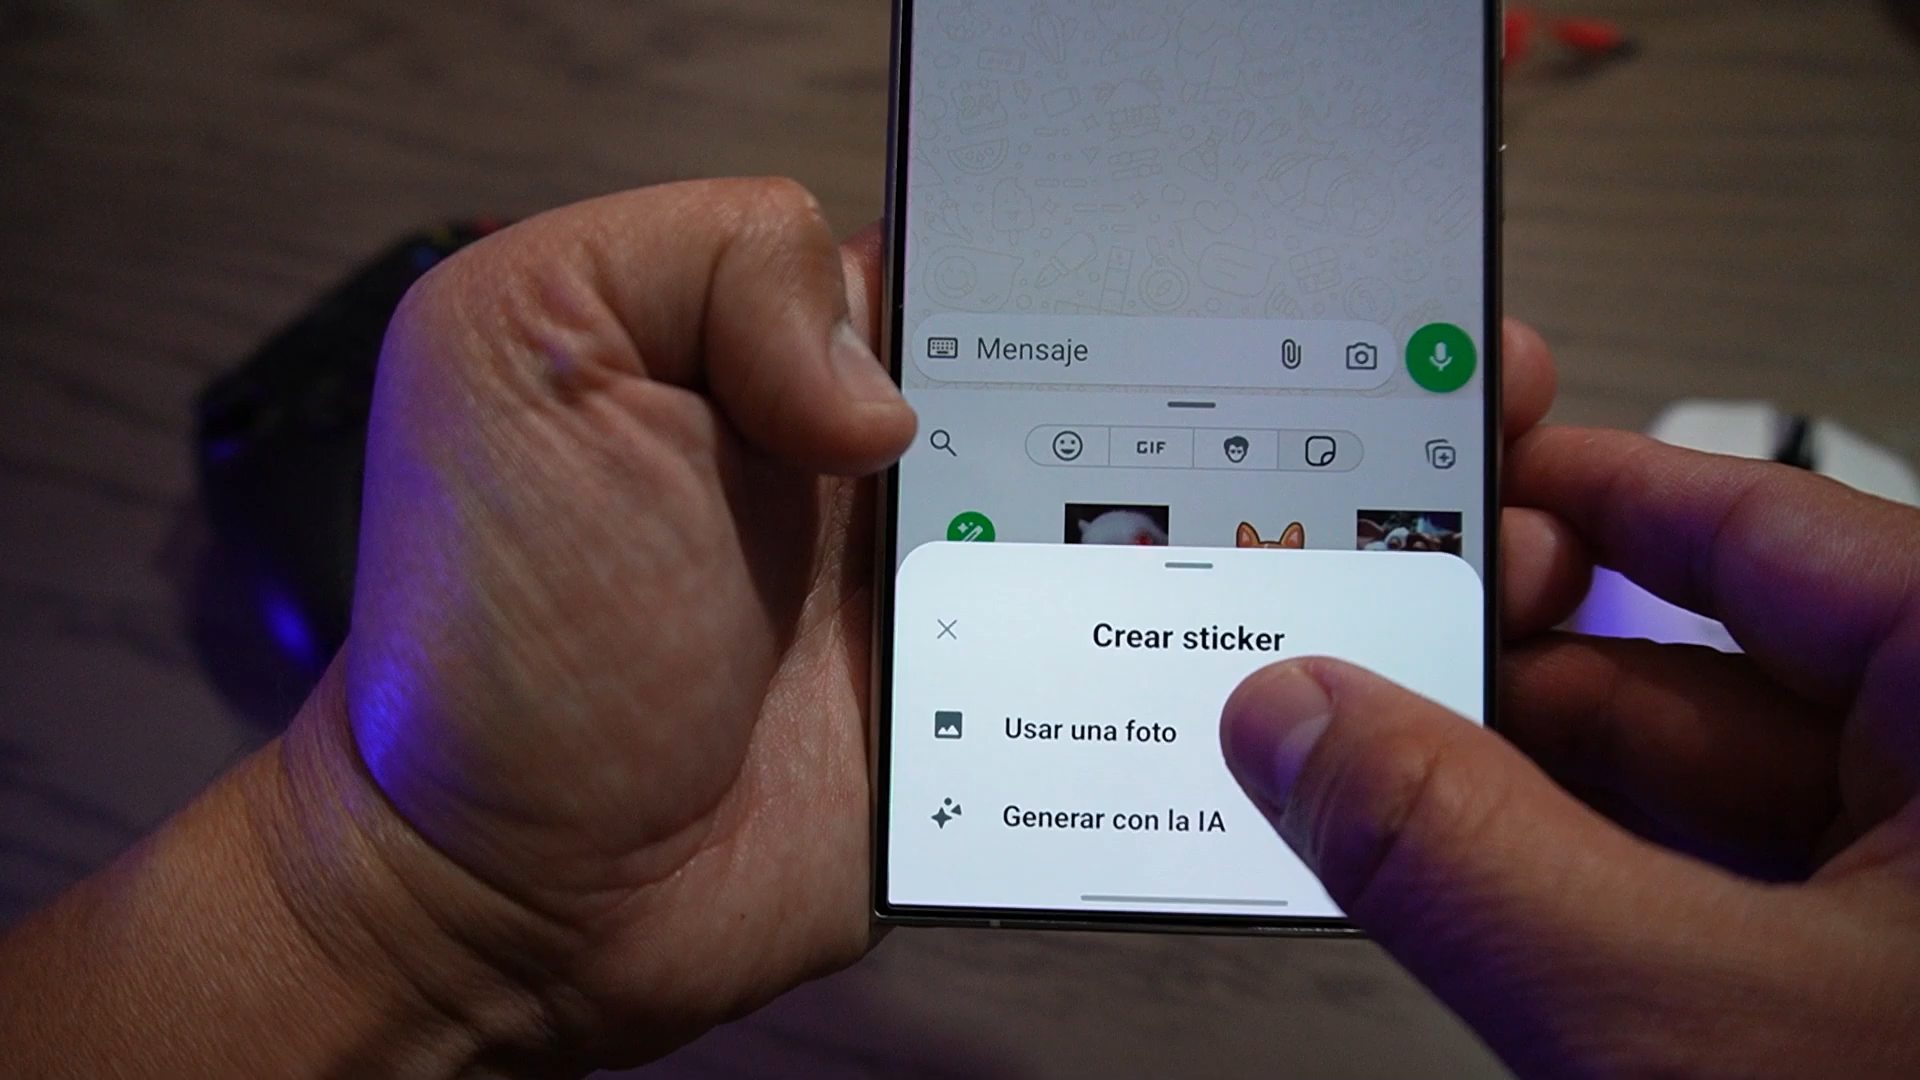 Mensaje
GIF
Crear sticker
Usar una foto
Generar con la IA